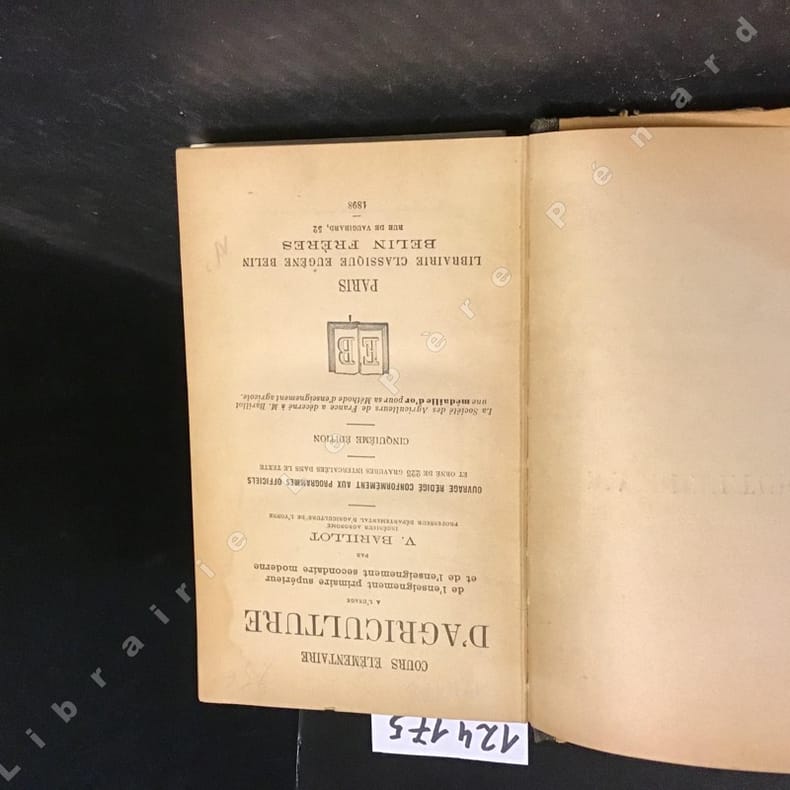 COURS ÉLÉMENTAIRE
D'AGRICULTURE
A L'USAGE
de l'enseignement primaire supérieur
et de l'enseignement secondaire moderne
PAR
V. BARILLOT
INGÉNIEUR AGRONOME
PROFESSEUR DÉPARTEMENTAL D'AGRICULTURE DE L'YONNE
OUVRAGE RÉDIGÉ CONFORMÉMENT AUX PROGRAMMES OFFICIELS
ET ORNÉ DE 225 GRAVURES INTERCALÉES DANS LE TEXTE
CINQUIÈME ÉDITION
La Société des Agriculteurs de France a décerné à M. Barillot
une médaille d'or pour sa Méthode d'enseignement agricole.
E B
PARIS
LIBRAIRIE CLASSIQUE EUGÈNE BELIN
BELIN FRÈRES
RUE DE VAUGIRARD, 52
1898
124175
Librairie Le Père Pénard